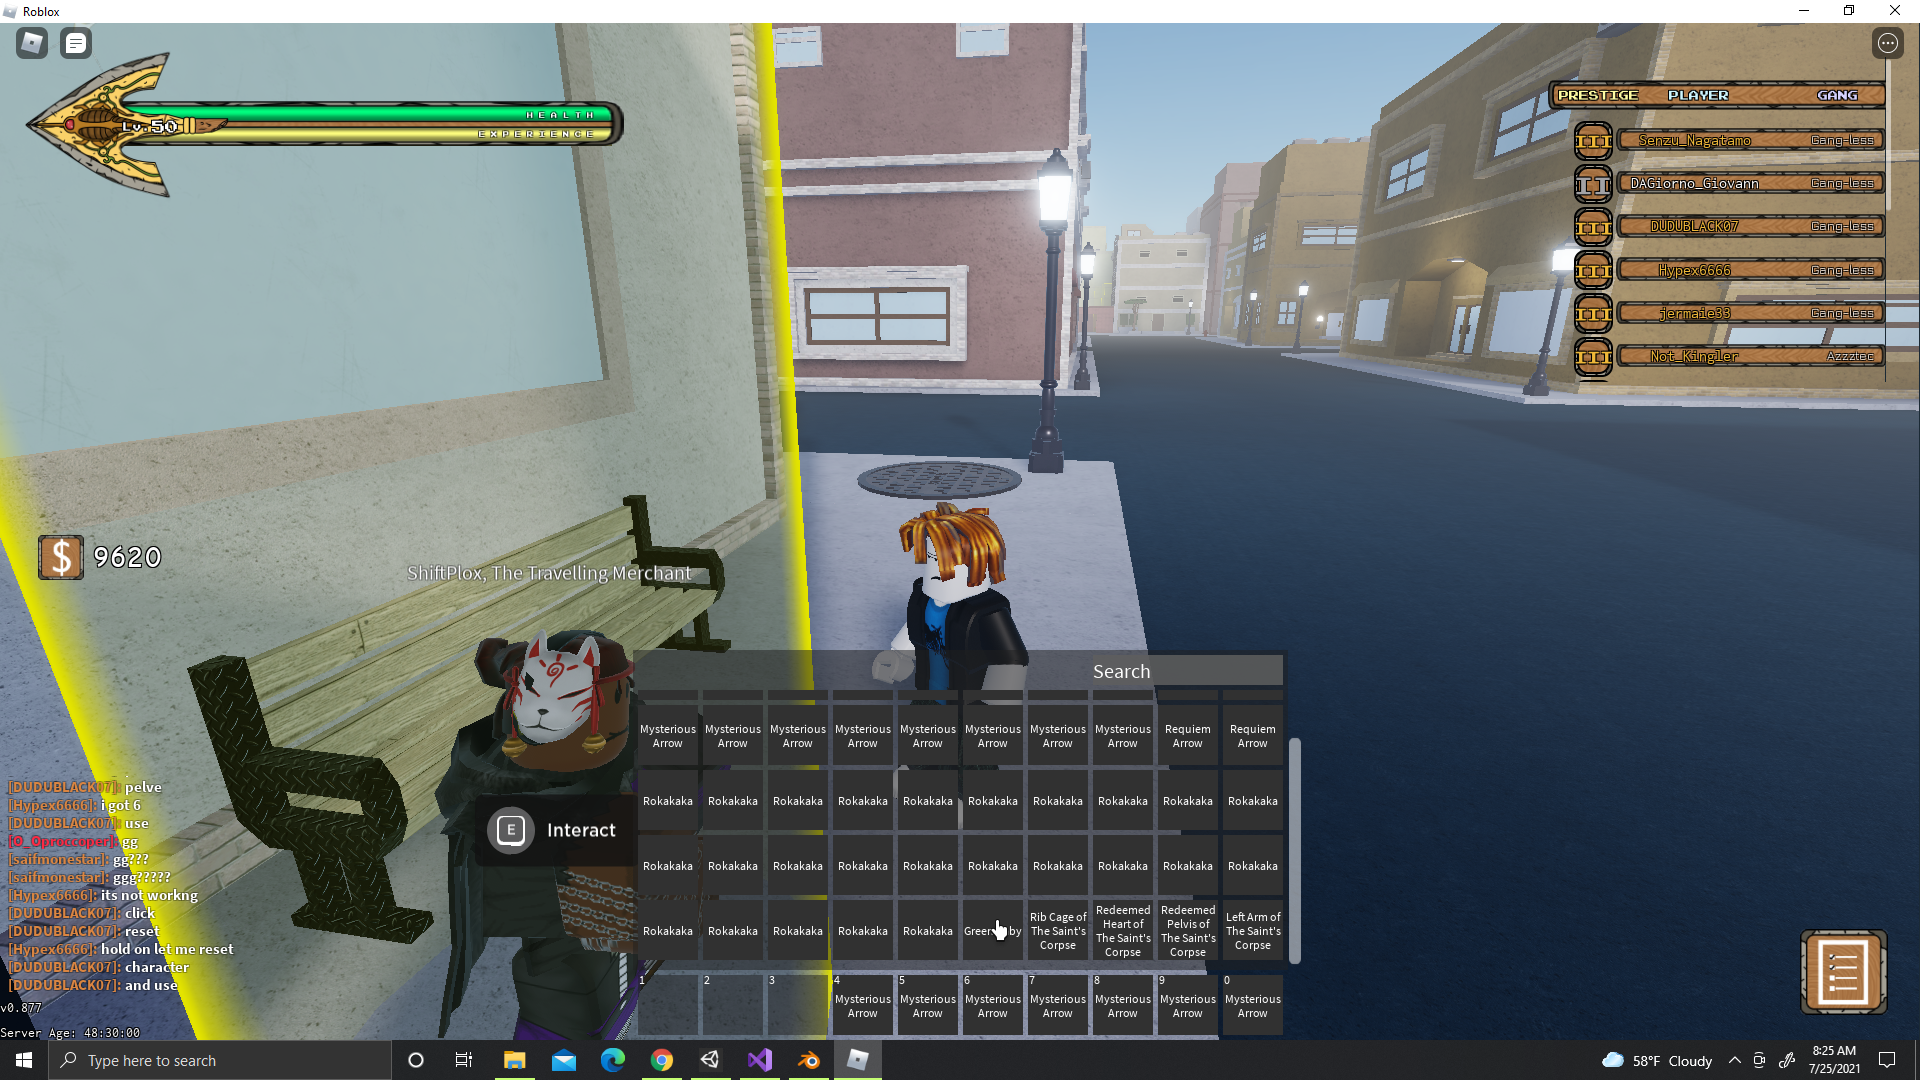 Roblox
Lv.50
HEALTH
EXPERIENCE
PRESTIGE PLAYER GANG
III Senzu_Nagatamo Gang-less
II DAGiorno_Giovann Gang-less
III DUDUBLACK07 Gang-less
III Hypex6666 Gang-less
III jermaie33 Gang-less
III Not_Kingler Azzztec
$ 9620
ShiftPlox, The Travelling Merchant
E Interact
Search
Mysterious Arrow Mysterious Arrow Mysterious Arrow Mysterious Arrow Mysterious Arrow Mysterious Arrow Mysterious Arrow Mysterious Arrow Requiem Arrow Requiem Arrow
Rokakaka Rokakaka Rokakaka Rokakaka Rokakaka Rokakaka Rokakaka Rokakaka Rokakaka Rokakaka
Rokakaka Rokakaka Rokakaka Rokakaka Rokakaka Rokakaka Rokakaka Rokakaka Rokakaka Rokakaka
Rokakaka Rokakaka Rokakaka Rokakaka Rokakaka Rib Cage of The Saint's Corpse Redeemed Heart of The Saint's Corpse Redeemed Pelvis of The Saint's Corpse Left Arm of The Saint's Corpse
1 2 3 4 Mysterious Arrow 5 Mysterious Arrow 6 Mysterious Arrow 7 Mysterious Arrow 8 Mysterious Arrow 9 Mysterious Arrow 0 Mysterious Arrow
[DUDUBLACK07]: pelve
[Hypex6666]: i got 6
[DUDUBLACK07]: use
[O_Oproccoper]: gg
[saifmonestar]: gg???
[saifmonestar]: ggg?????
[Hypex6666]: its not workng
[DUDUBLACK07]: click
[DUDUBLACK07]: reset
[Hypex6666]: hold on let me reset
[DUDUBLACK07]: character
[DUDUBLACK07]: and use
v0.877
Server Age: 48:30:00
Type here to search
58°F Cloudy
8:25 AM
7/25/2021